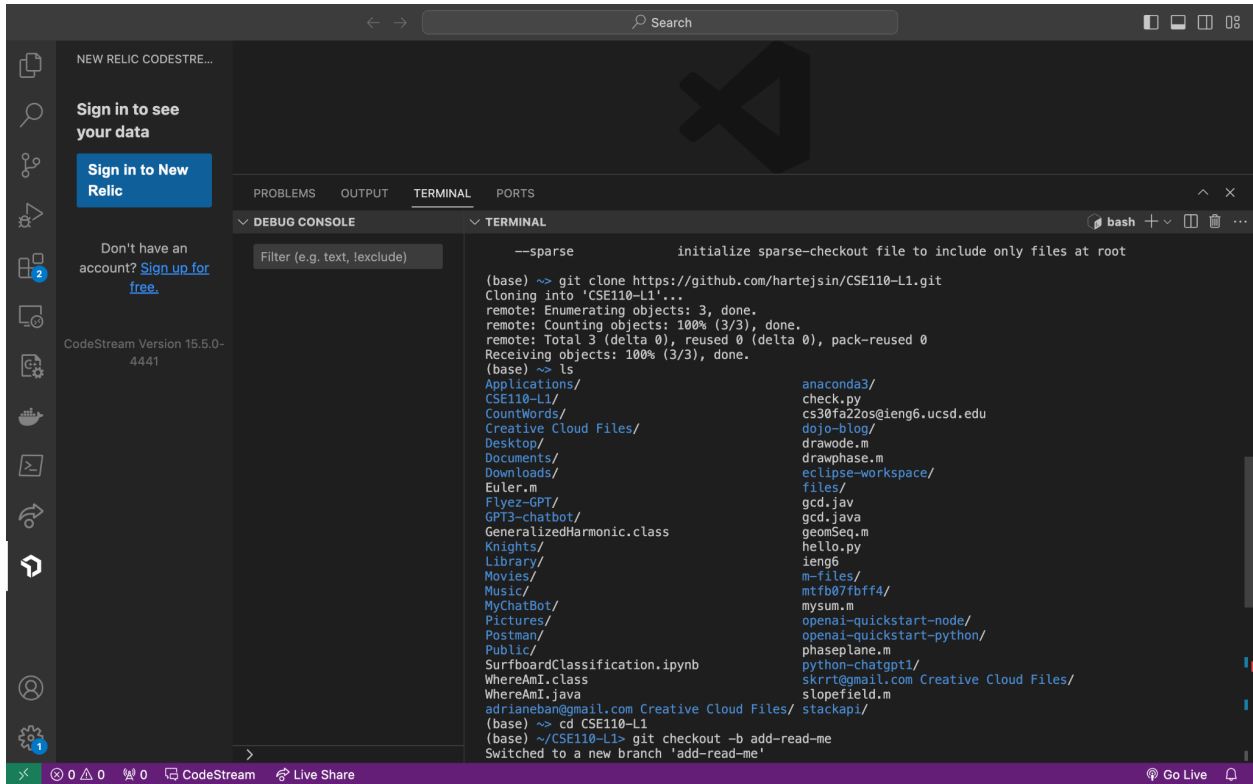 Search
NEW RELIC CODESTRE...
Sign in to see
your data
Sign in to New
Relic
Don't have an
account? Sign up for
free.
CodeStream Version 15.5.0-
4441
2
1
PROBLEMS OUTPUT TERMINAL PORTS
DEBUG CONSOLE
Filter (e.g. text, !exclude)
>
TERMINAL
bash
--sparse initialize sparse-checkout file to include only files at root
(base) ~> git clone https://github.com/hartejsin/CSE110-L1.git
Cloning into 'CSE110-L1'...
remote: Enumerating objects: 3, done.
remote: Counting objects: 100% (3/3), done.
remote: Total 3 (delta 0), reused 0 (delta 0), pack-reused 0
Receiving objects: 100% (3/3), done.
(base) ~> ls
Applications/ anaconda3/
CSE110-L1/ check.py
CountWords/ cs30fa22os@ieng6.ucsd.edu
Creative Cloud Files/ dojo-blog/
Desktop/ drawode.m
Documents/ drawphase.m
Downloads/ eclipse-workspace/
Euler.m files/
Flyez-GPT/ gcd.jav
GPT3-chatbot/ gcd.java
GeneralizedHarmonic.class geomSeq.m
Knights/ hello.py
Library/ ieng6
Movies/ m-files/
Music/ mtfb07fbff4/
MyChatBot/ mysum.m
Pictures/ openai-quickstart-node/
Postman/ openai-quickstart-python/
Public/ phaseplane.m
SurfboardClassification.ipynb python-chatgpt1/
WhereAmI.class skrrt@gmail.com Creative Cloud Files/
WhereAmI.java slopefield.m
adrianeban@gmail.com Creative Cloud Files/ stackapi/
(base) ~> cd CSE110-L1
(base) ~/CSE110-L1> git checkout -b add-read-me
Switched to a new branch 'add-read-me'
0 0 0 CodeStream Live Share Go Live